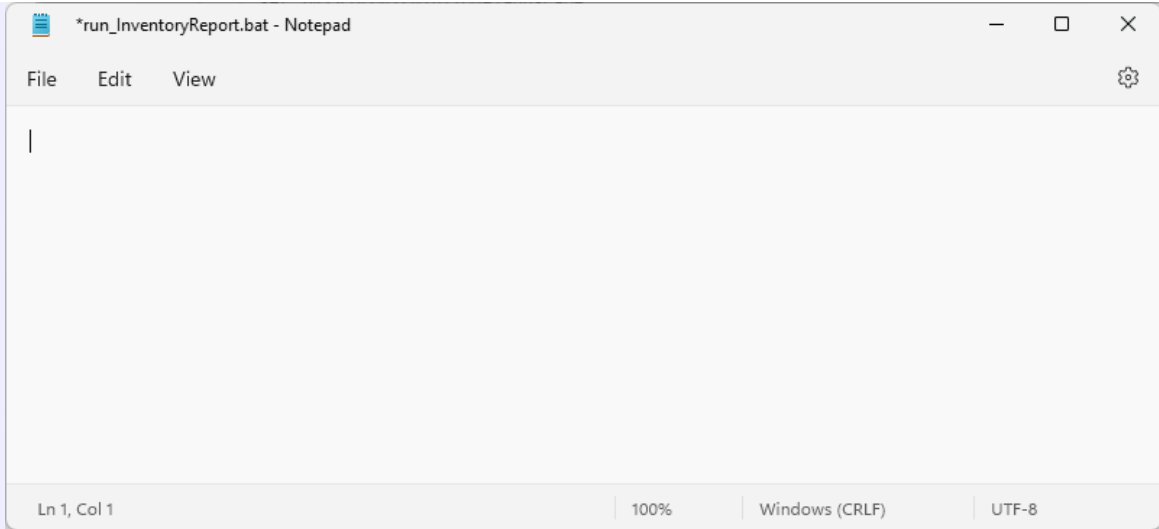 *run_InventoryReport.bat - Notepad
File Edit View
Ln 1, Col 1 100% Windows (CRLF) UTF-8